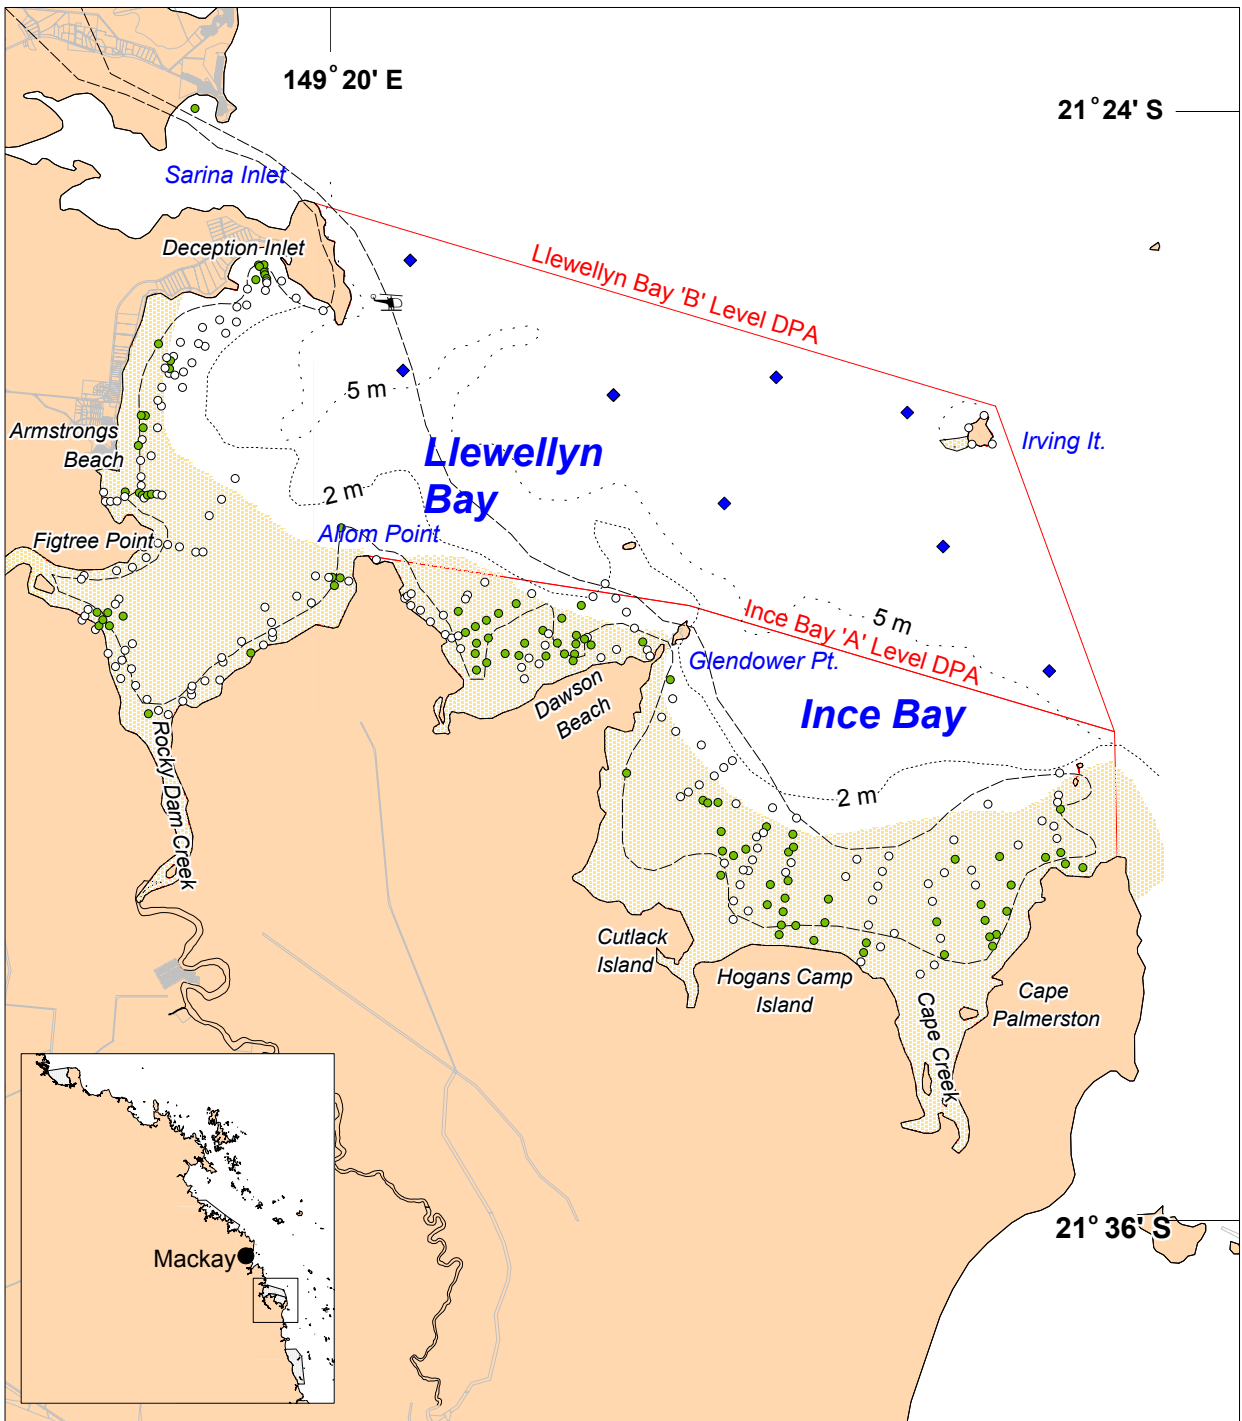 149° 20' E
21° 24' S
Sarina Inlet
Deception Inlet
Llewellyn Bay 'B' Level DPA
5 m
Armstrongs
Beach
Llewellyn
Bay
Irving It.
2 m
Allom Point
Figtree Point
5 m
Ince Bay 'A' Level DPA
Glendower Pt.
Dawson
Beach
Ince Bay
Rocky Dam Creek
2 m
Cutlack
Island
Hogans Camp
Island
Cape Creek
Cape
Palmerston
21° 36' S
Mackay